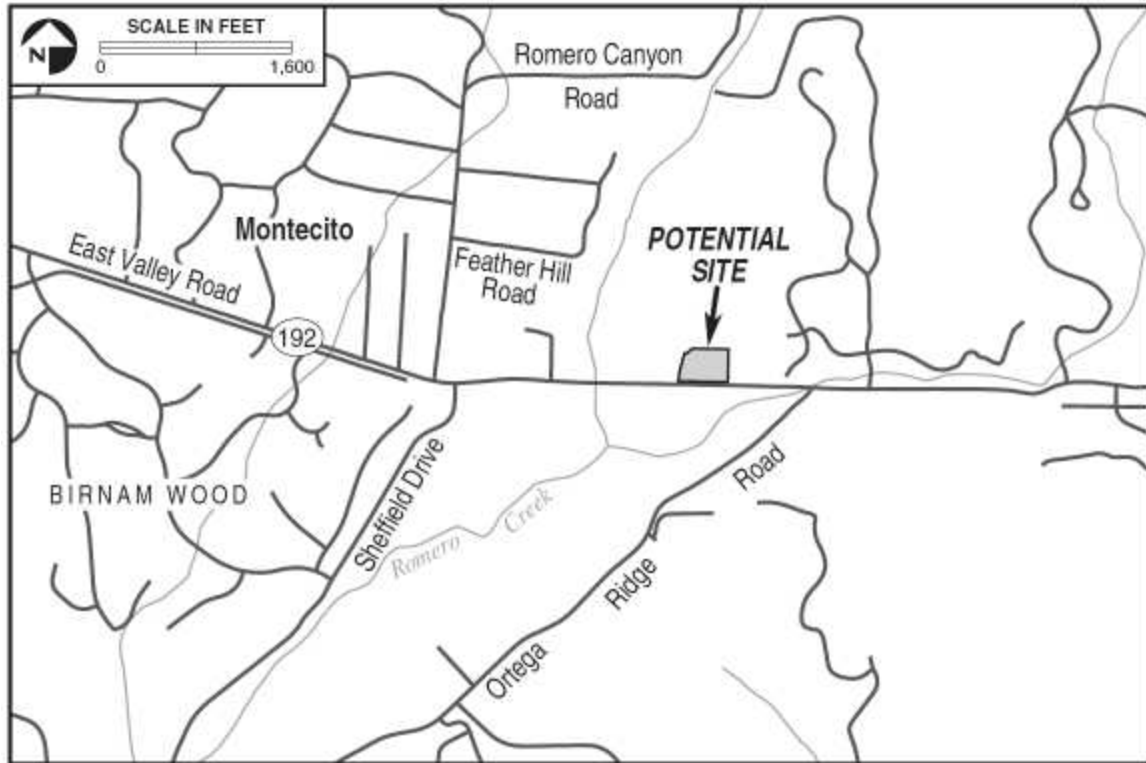 SCALE IN FEET
N
0 1,600
Romero Canyon
Road
Montecito
East Valley Road
Feather Hill
Road
POTENTIAL
SITE
192
BIRNAM WOOD
Sheffield Drive
Romero Creek
Ortega Ridge Road